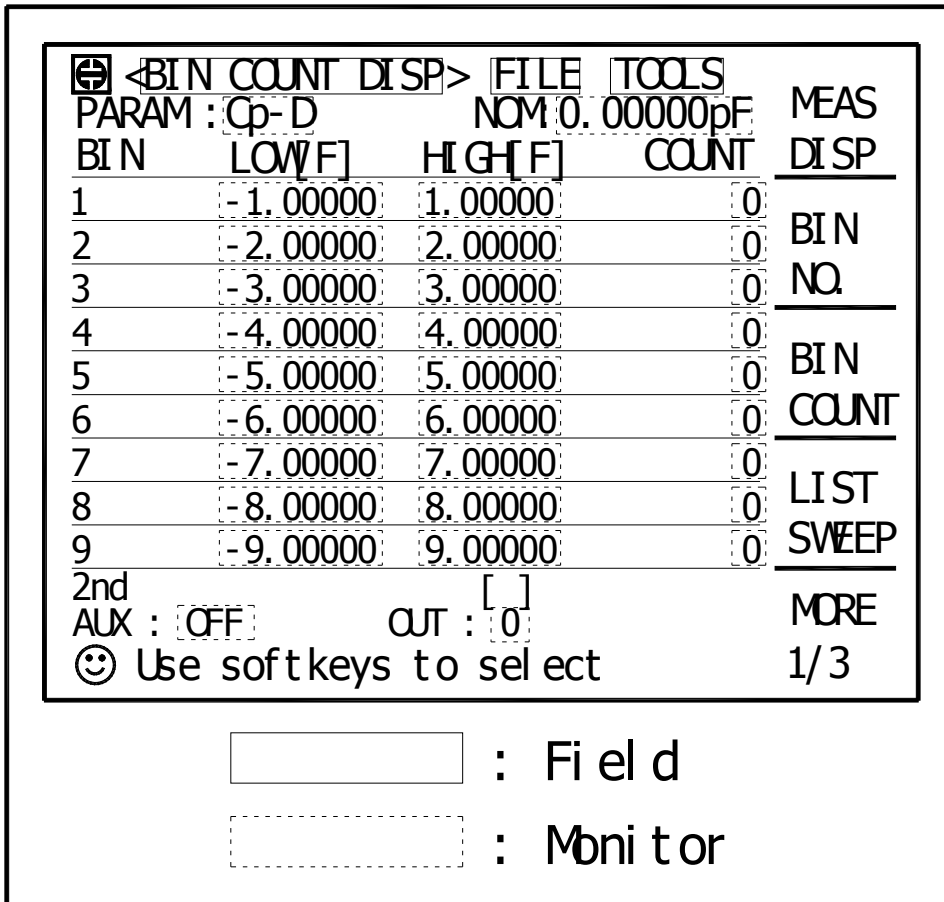 <BIN COUNT DISP> FILE TOOLS
PARAM : Cp-D NOM: 0.00000pF
BIN LOW[F] HIGH[F] COUNT
1 -1.00000 1.00000 0
2 -2.00000 2.00000 0
3 -3.00000 3.00000 0
4 -4.00000 4.00000 0
5 -5.00000 5.00000 0
6 -6.00000 6.00000 0
7 -7.00000 7.00000 0
8 -8.00000 8.00000 0
9 -9.00000 9.00000 0
2nd [ ]
AUX : OFF OUT : 0
Use softkeys to select
MEAS
DISP
BIN
NO.
BIN
COUNT
LIST
SWEEP
MORE
1/3
: Field
: Monitor